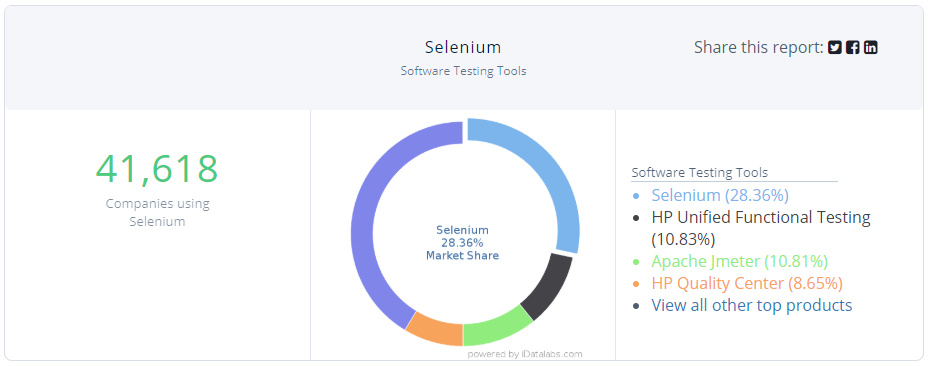 Selenium
Software Testing Tools
Share this report:
41,618
Companies using
Selenium
Selenium
28.36%
Market Share
powered by iDatalabs.com
Software Testing Tools
Selenium (28.36%)
HP Unified Functional Testing
(10.83%)
Apache Jmeter (10.81%)
HP Quality Center (8.65%)
View all other top products